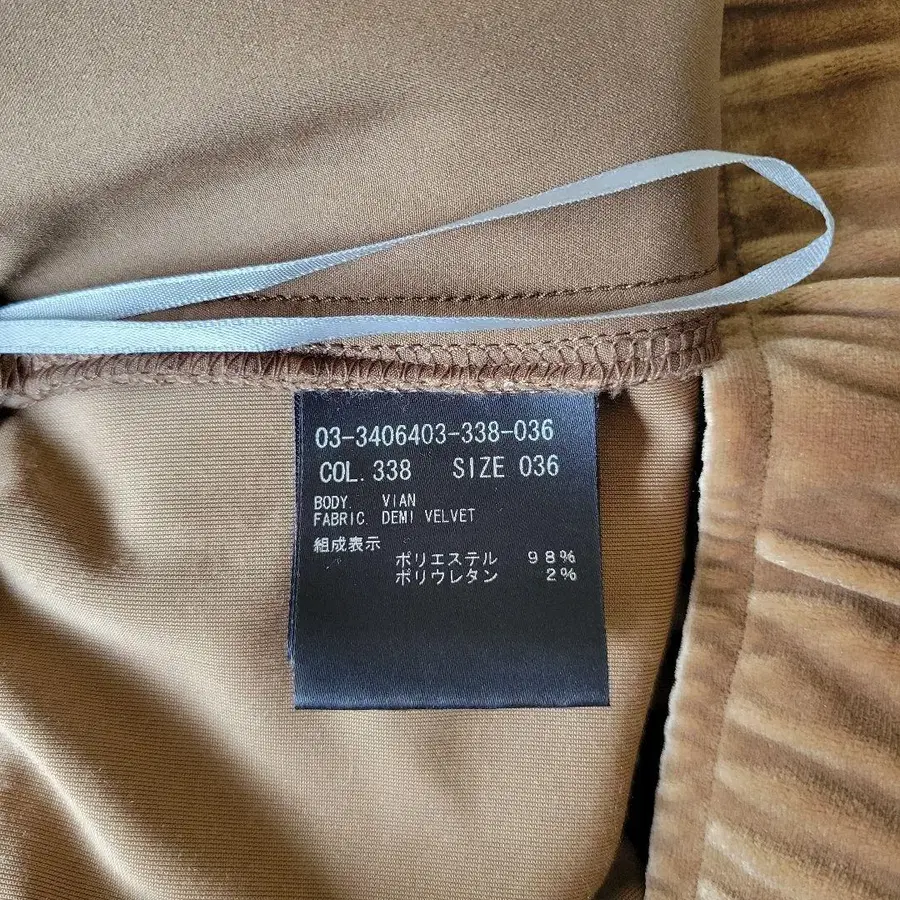 03-3406403-338-036
COL. 338 SIZE 036
BODY. VIAN
FABRIC. DEMI VELVET
組成表示
ポリエステル 98%
ポリウレタン 2%